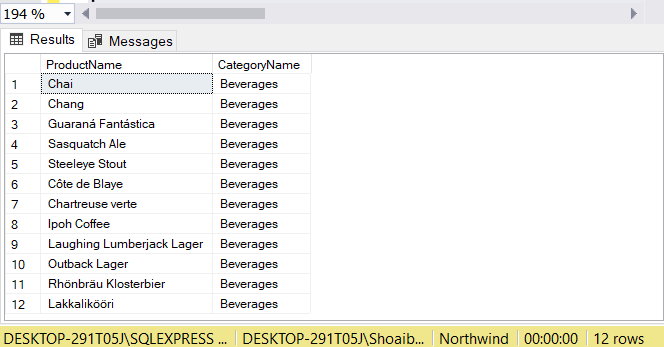 194 %
Results Messages
ProductName CategoryName
1 Chai Beverages
2 Chang Beverages
3 Guaraná Fantástica Beverages
4 Sasquatch Ale Beverages
5 Steeleye Stout Beverages
6 Côte de Blaye Beverages
7 Chartreuse verte Beverages
8 Ipoh Coffee Beverages
9 Laughing Lumberjack Lager Beverages
10 Outback Lager Beverages
11 Rhönbräu Klosterbier Beverages
12 Lakkalikööri Beverages
DESKTOP-291T05J\SQLEXPRESS ... DESKTOP-291T05J\Shoaib... Northwind 00:00:00 12 rows